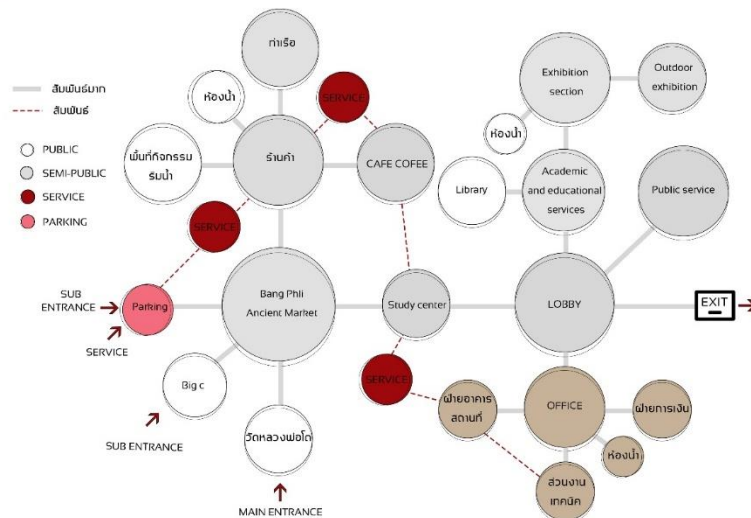 สัมพันธ์มาก
สัมพันธ์
PUBLIC
SEMI-PUBLIC
SERVICE
PARKING
ท่าเรือ
ห้องน้ำ
SERVICE
พื้นที่กิจกรรม
ริมน้ำ
ร้านค้า
CAFE COFEE
SERVICE
SUB
ENTRANCE
Parking
SERVICE
Bang Phli
Ancient Market
Study center
Big c
SUB ENTRANCE
วัดหลวงพ่อโต
MAIN ENTRANCE
SERVICE
Exhibition
section
Outdoor
exhibition
ห้องน้ำ
Library
Academic
and educational
services
Public service
LOBBY
EXIT
ฝ่ายอาคาร
สถานที่
OFFICE
ฝ่ายการเงิน
ห้องน้ำ
ส่วนงาน
เทคนิค